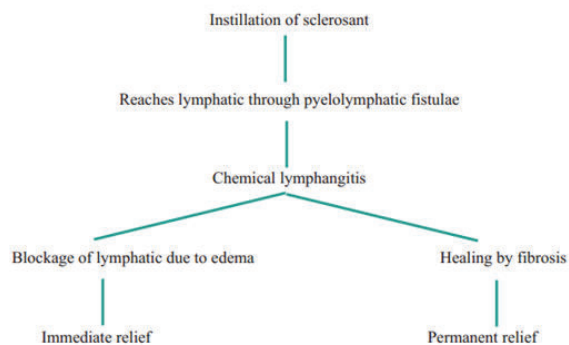 Instillation of sclerosant
Reaches lymphatic through pyelolymphatic fistulae
Chemical lymphangitis
Blockage of lymphatic due to edema
Healing by fibrosis
Immediate relief
Permanent relief